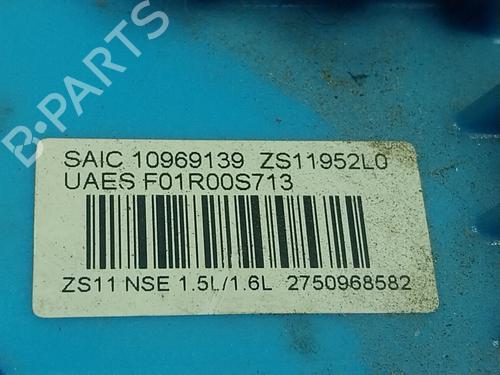 B-PARTS
SAIC 10969139 ZS11952L0
UAES F01R00S713
ZS11 NSE 1.5L/1.6L 2750968582